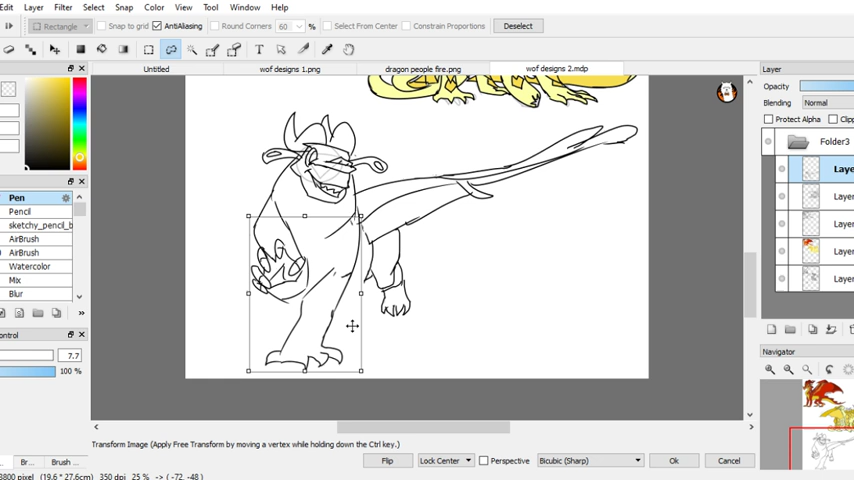 Edit Layer Filter Select Snap Color View Tool Window Help
Rectangle Snap to grid AntiAliasing Round Corners 60 % Select From Center Constrain Proportions Deselect
Untitled wof designs 1.png dragon people fire.png wof designs 2.mdp
Layer
Opacity
Blending Normal
Protect Alpha Clip
Folder3
Laye
Layer
Layer
Layer
Layer
Pen
Pencil
sketchy_pencil_b
AirBrush
AirBrush
Watercolor
Mix
Blur
ontrol
7.7
100 %
Navigator
Transform Image (Apply Free Transform by moving a vertex while holding down the Ctrl key.)
Br... Brush ...
Flip Lock Center Perspective Bicubic (Sharp) Ok Cancel
3800 pixel (19.6 * 27.6cm) 350 dpi 25 % -> ( -72, -48 )